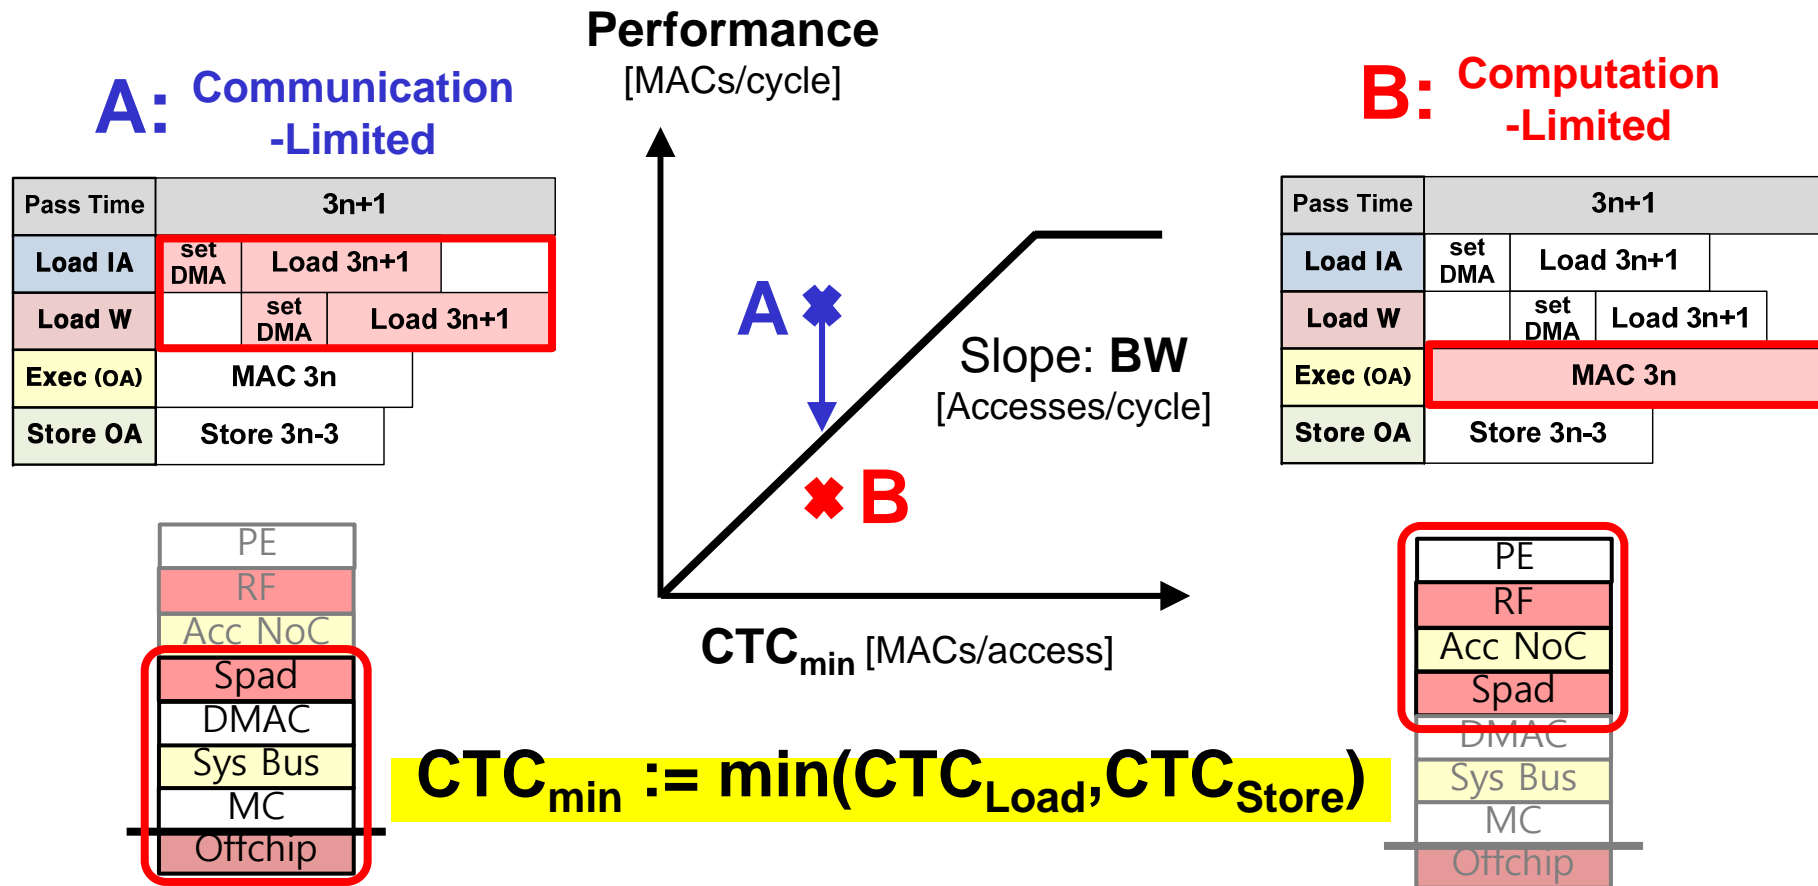 Performance
[MACs/cycle]
A: Communication
-Limited
Pass Time 3n+1
Load IA set DMA Load 3n+1
Load W set DMA Load 3n+1
Exec (OA) MAC 3n
Store OA Store 3n-3
PE
RF
Acc NoC
Spad
DMAC
Sys Bus
MC
Offchip
A
B
Slope: BW
[Accesses/cycle]
CTCmin [MACs/access]
CTCmin := min(CTCLoad,CTCStore)
B: Computation
-Limited
Pass Time 3n+1
Load IA set DMA Load 3n+1
Load W set DMA Load 3n+1
Exec (OA) MAC 3n
Store OA Store 3n-3
PE
RF
Acc NoC
Spad
DMAC
Sys Bus
MC
Offchip